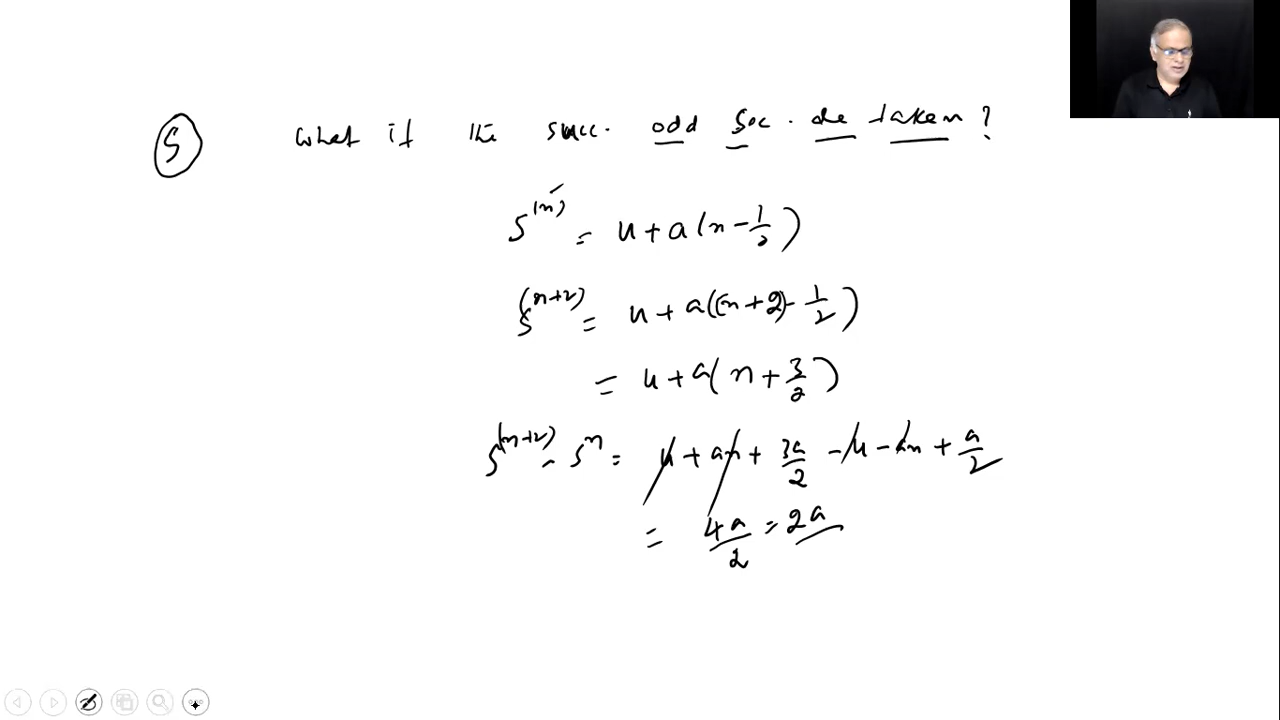 5
What if the succ. odd Sec. are taken?
S^(n) = u + a(n - 1/2)
S^(n+2) = u + a((n+2) - 1/2)
= u + a(n + 3/2)
S^(n+2) - S^n = u + an + 3a/2 - u - an + a/2
= 4a/2 = 2a